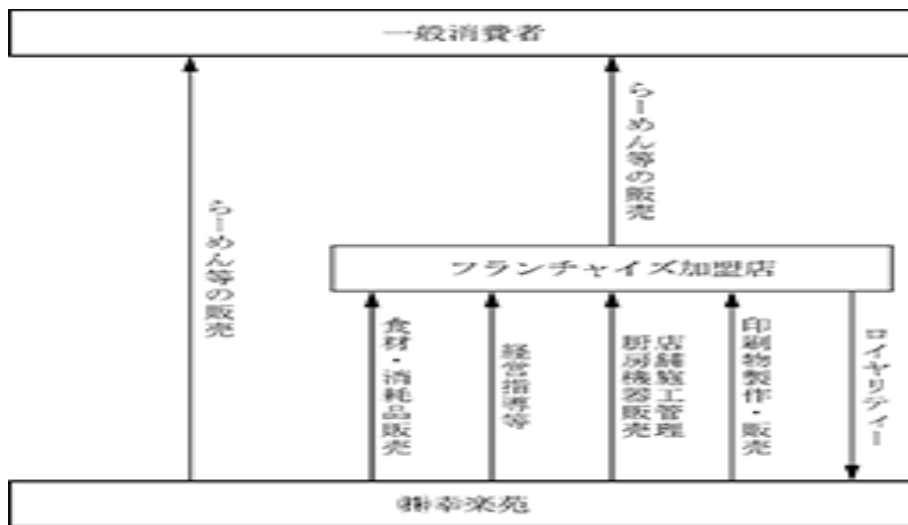 一般消費者
らーめん等の販売
らーめん等の販売
フランチャイズ加盟店
食材・消耗品販売
経営指導等
店舗施工管理
厨房機器販売
印刷物製作・販売
ロイヤリティー
㈱幸楽苑